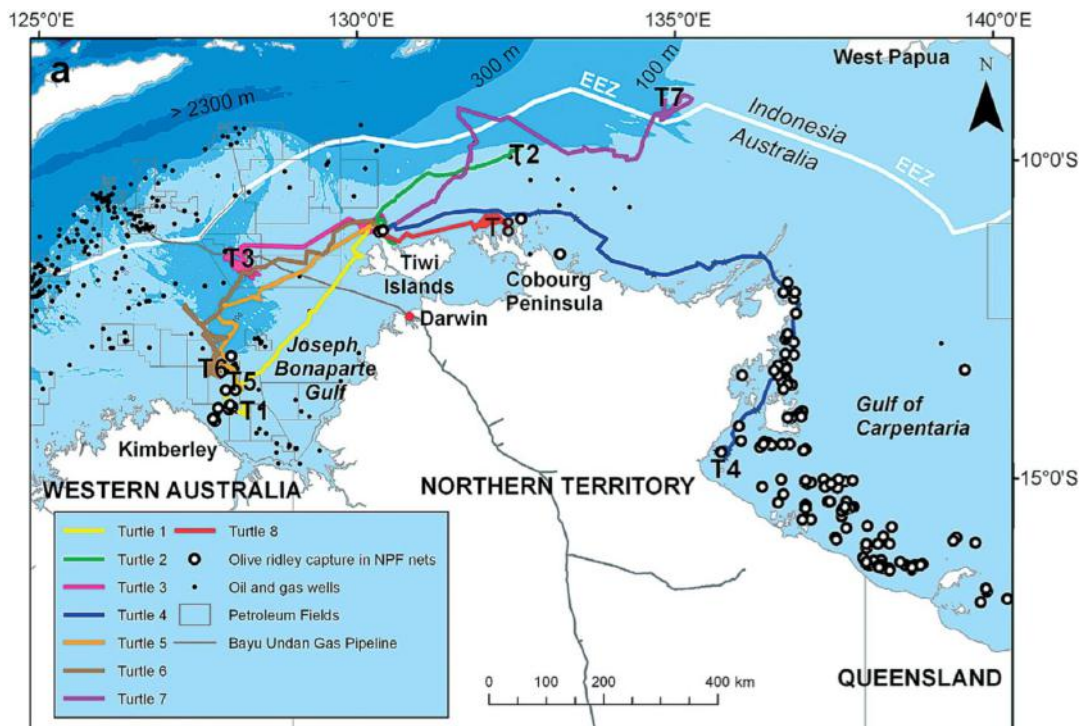 125°0'E 130°0'E 135°0'E 140°0'E
a
> 2300 m
300 m
100 m
West Papua
N
EEZ
T7
Indonesia
Australia
EEZ
T2
10°0'S
T3
T8
Tiwi
Islands
Cobourg
Peninsula
Darwin
Joseph
Bonaparte
Gulf
T6
T5
T1
Gulf of
Carpentaria
Kimberley
T4
15°0'S
WESTERN AUSTRALIA
NORTHERN TERRITORY
Turtle 1
Turtle 8
Turtle 2
Olive ridley capture in NPF nets
Turtle 3
Oil and gas wells
Turtle 4
Petroleum Fields
Turtle 5
Bayu Undan Gas Pipeline
Turtle 6
Turtle 7
0 100 200 400 km
QUEENSLAND